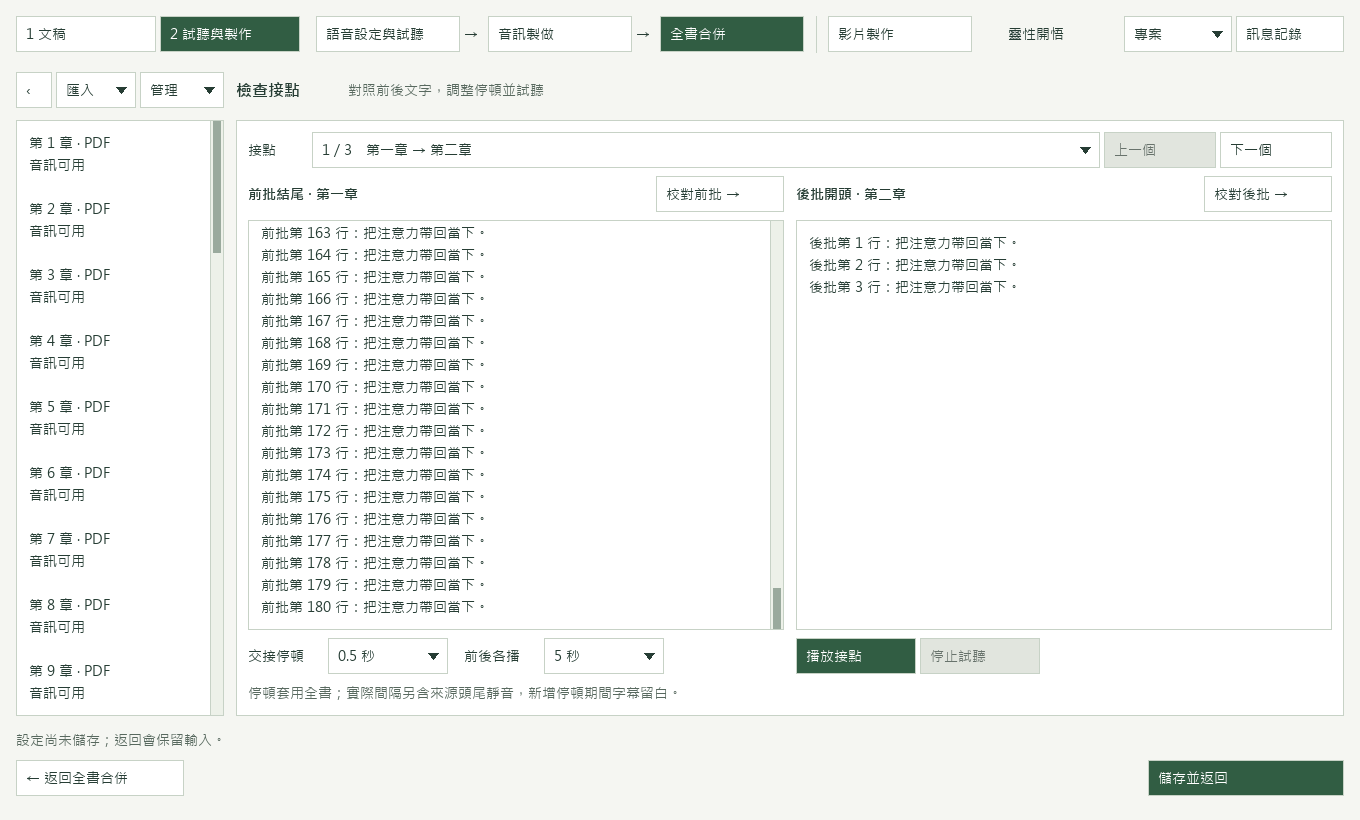 1 文稿
2 試聽與製作
語音設定與試聽
→
音訊製做
→
全書合併
影片製作
靈性開悟
專案
訊息記錄
‹
匯入
管理
檢查接點
對照前後文字，調整停頓並試聽
第 1 章 · PDF
音訊可用
第 2 章 · PDF
音訊可用
第 3 章 · PDF
音訊可用
第 4 章 · PDF
音訊可用
第 5 章 · PDF
音訊可用
第 6 章 · PDF
音訊可用
第 7 章 · PDF
音訊可用
第 8 章 · PDF
音訊可用
第 9 章 · PDF
音訊可用
接點
1 / 3　第一章 → 第二章
上一個
下一個
前批結尾 · 第一章
校對前批 →
前批第 163 行：把注意力帶回當下。
前批第 164 行：把注意力帶回當下。
前批第 165 行：把注意力帶回當下。
前批第 166 行：把注意力帶回當下。
前批第 167 行：把注意力帶回當下。
前批第 168 行：把注意力帶回當下。
前批第 169 行：把注意力帶回當下。
前批第 170 行：把注意力帶回當下。
前批第 171 行：把注意力帶回當下。
前批第 172 行：把注意力帶回當下。
前批第 173 行：把注意力帶回當下。
前批第 174 行：把注意力帶回當下。
前批第 175 行：把注意力帶回當下。
前批第 176 行：把注意力帶回當下。
前批第 177 行：把注意力帶回當下。
前批第 178 行：把注意力帶回當下。
前批第 179 行：把注意力帶回當下。
前批第 180 行：把注意力帶回當下。
後批開頭 · 第二章
校對後批 →
後批第 1 行：把注意力帶回當下。
後批第 2 行：把注意力帶回當下。
後批第 3 行：把注意力帶回當下。
交接停頓
0.5 秒
前後各播
5 秒
播放接點
停止試聽
停頓套用全書；實際間隔另含來源頭尾靜音，新增停頓期間字幕留白。
設定尚未儲存；返回會保留輸入。
← 返回全書合併
儲存並返回